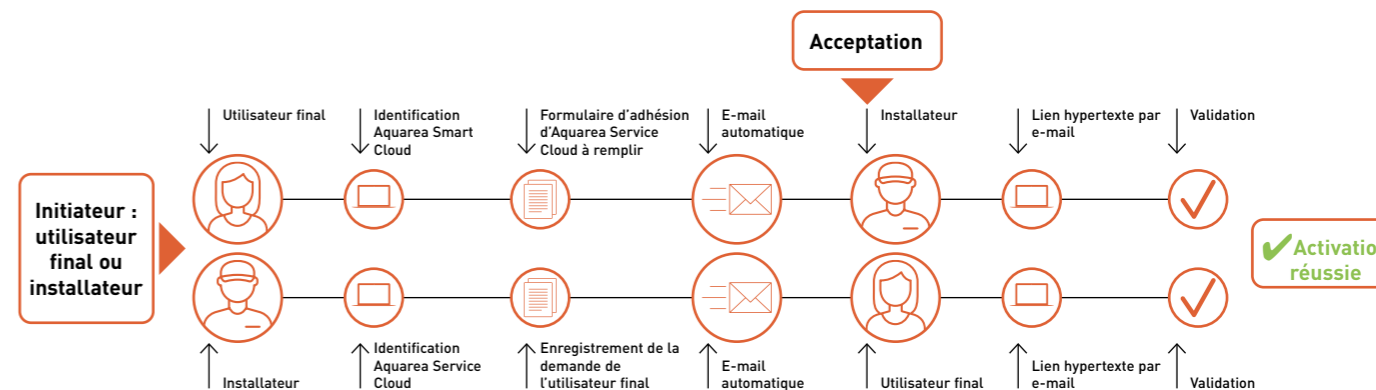 Acceptation
Utilisateur final
Identification
Aquarea Smart
Cloud
Formulaire d'adhésion
d'Aquarea Service
Cloud à remplir
E-mail
automatique
Installateur
Lien hypertexte par
e-mail
Validation
Initiateur :
utilisateur
final ou
installateur
Activatio
réussie
Installateur
Identification
Aquarea Service
Cloud
Enregistrement de la
demande de
l'utilisateur final
E-mail
automatique
Utilisateur final
Lien hypertexte par
e-mail
Validation